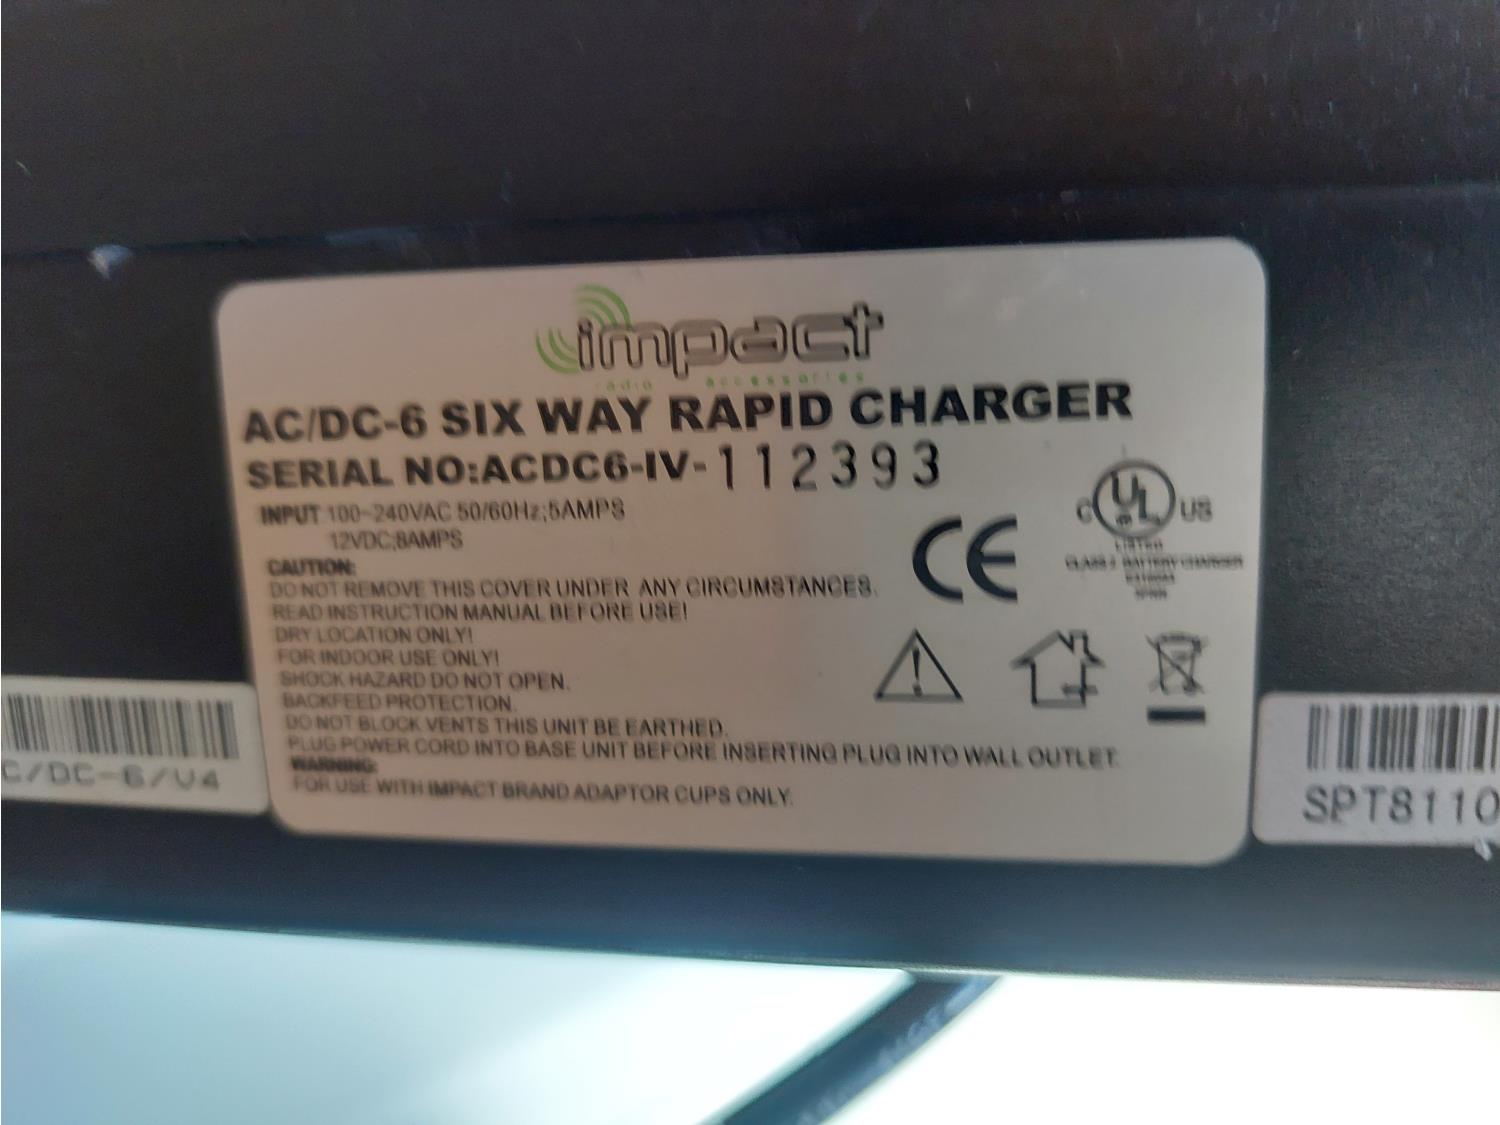 impact
radio accessories
AC/DC-6 SIX WAY RAPID CHARGER
SERIAL NO:ACDC6-IV-112393
INPUT 100~240VAC 50/60Hz;5AMPS
12VDC;8AMPS
CAUTION:
DO NOT REMOVE THIS COVER UNDER ANY CIRCUMSTANCES.
READ INSTRUCTION MANUAL BEFORE USE!
DRY LOCATION ONLY!
FOR INDOOR USE ONLY!
SHOCK HAZARD DO NOT OPEN.
BACKFEED PROTECTION.
DO NOT BLOCK VENTS THIS UNIT BE EARTHED.
PLUG POWER CORD INTO BASE UNIT BEFORE INSERTING PLUG INTO WALL OUTLET.
WARNING:
FOR USE WITH IMPACT BRAND ADAPTOR CUPS ONLY.
CE
C UL US
LISTED
CLASS 2 BATTERY CHARGER
C/DC-6/V4
SPT8110